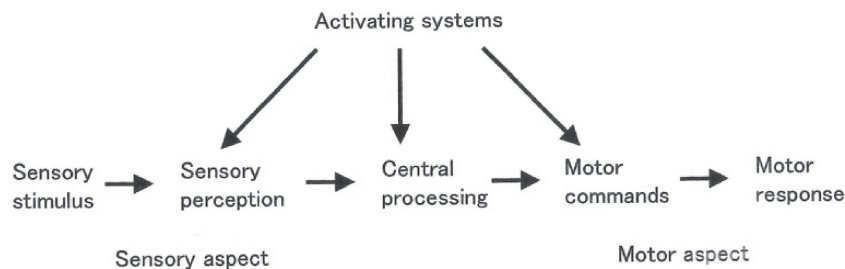 Activating systems
Sensory
stimulus
Sensory
perception
Central
processing
Motor
commands
Motor
response
Sensory aspect
Motor aspect